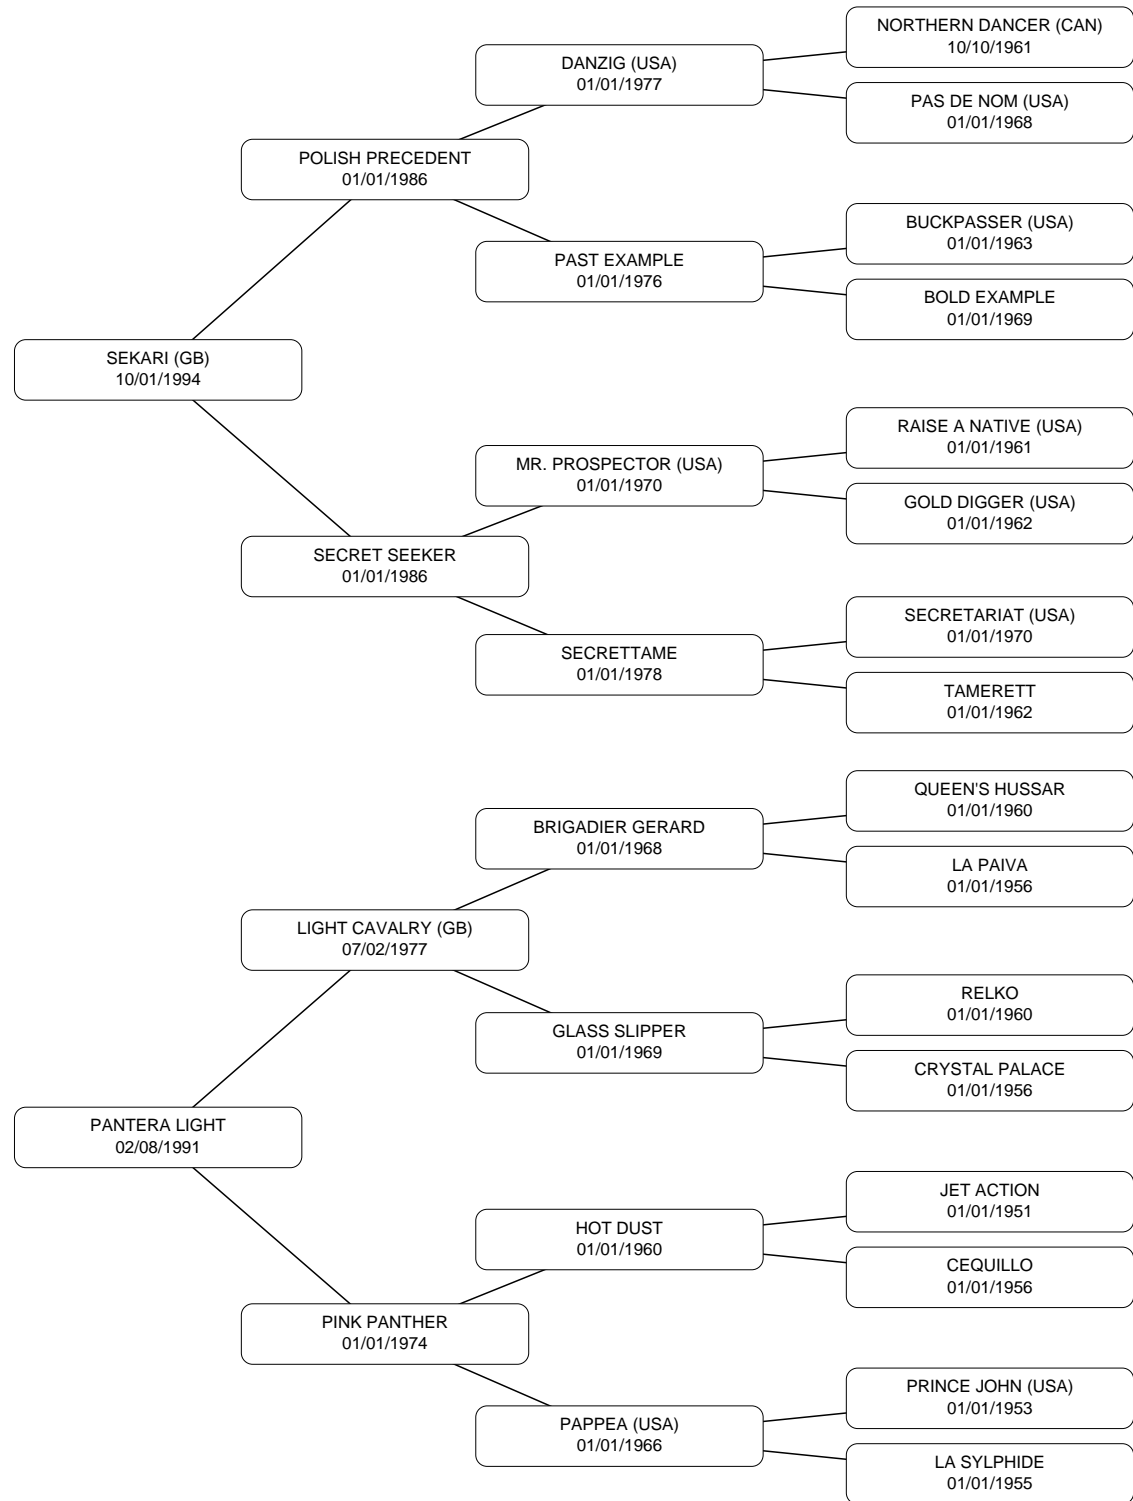 NORTHERN DANCER (CAN)
10/10/1961
DANZIG (USA)
01/01/1977
PAS DE NOM (USA)
01/01/1968
POLISH PRECEDENT
01/01/1986
BUCKPASSER (USA)
01/01/1963
PAST EXAMPLE
01/01/1976
BOLD EXAMPLE
01/01/1969
SEKARI (GB)
10/01/1994
RAISE A NATIVE (USA)
01/01/1961
MR. PROSPECTOR (USA)
01/01/1970
GOLD DIGGER (USA)
01/01/1962
SECRET SEEKER
01/01/1986
SECRETARIAT (USA)
01/01/1970
SECRETTAME
01/01/1978
TAMERETT
01/01/1962
QUEEN'S HUSSAR
01/01/1960
BRIGADIER GERARD
01/01/1968
LA PAIVA
01/01/1956
LIGHT CAVALRY (GB)
07/02/1977
RELKO
01/01/1960
GLASS SLIPPER
01/01/1969
CRYSTAL PALACE
01/01/1956
PANTERA LIGHT
02/08/1991
JET ACTION
01/01/1951
HOT DUST
01/01/1960
CEQUILLO
01/01/1956
PINK PANTHER
01/01/1974
PRINCE JOHN (USA)
01/01/1953
PAPPEA (USA)
01/01/1966
LA SYLPHIDE
01/01/1955